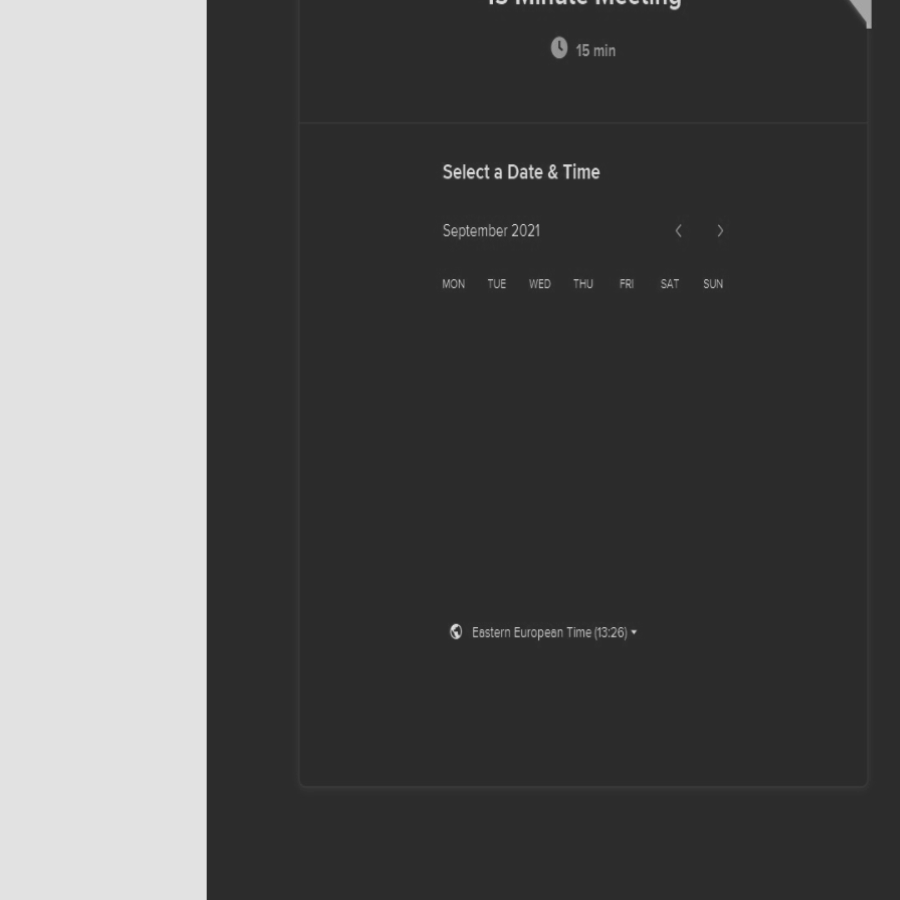 15 Minute Meeting
15 min
Select a Date & Time
September 2021
MON TUE WED THU FRI SAT SUN
Eastern European Time (13:26)